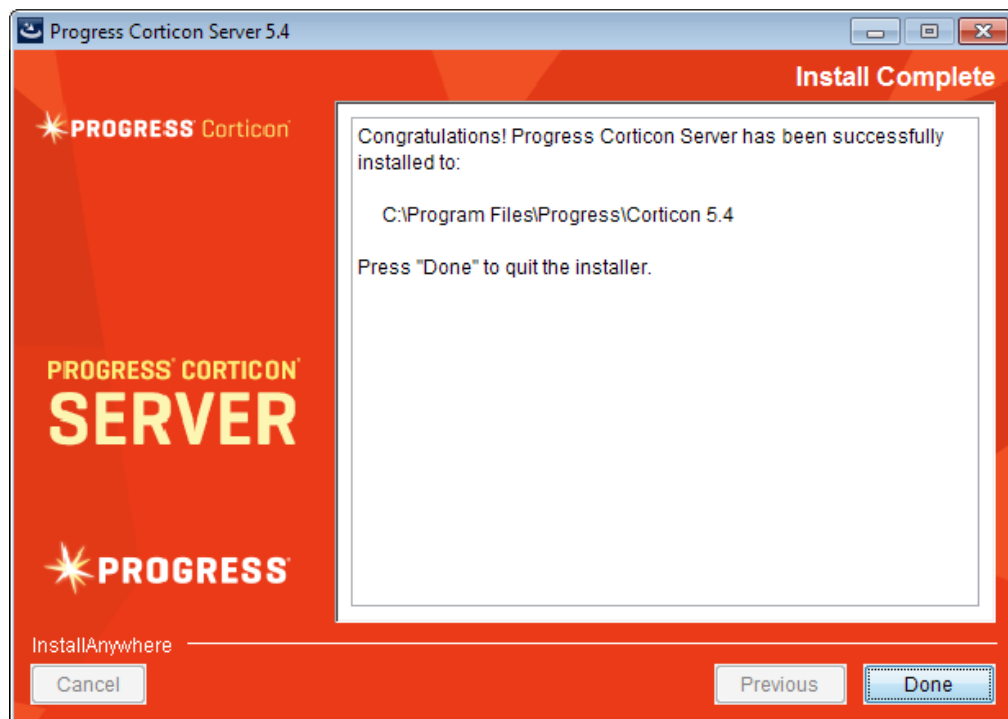 Progress Corticon Server 5.4
Install Complete
PROGRESS Corticon
Congratulations! Progress Corticon Server has been successfully
installed to:
C:\Program Files\Progress\Corticon 5.4
Press "Done" to quit the installer.
PROGRESS CORTICON
SERVER
PROGRESS
InstallAnywhere
Cancel
Previous
Done